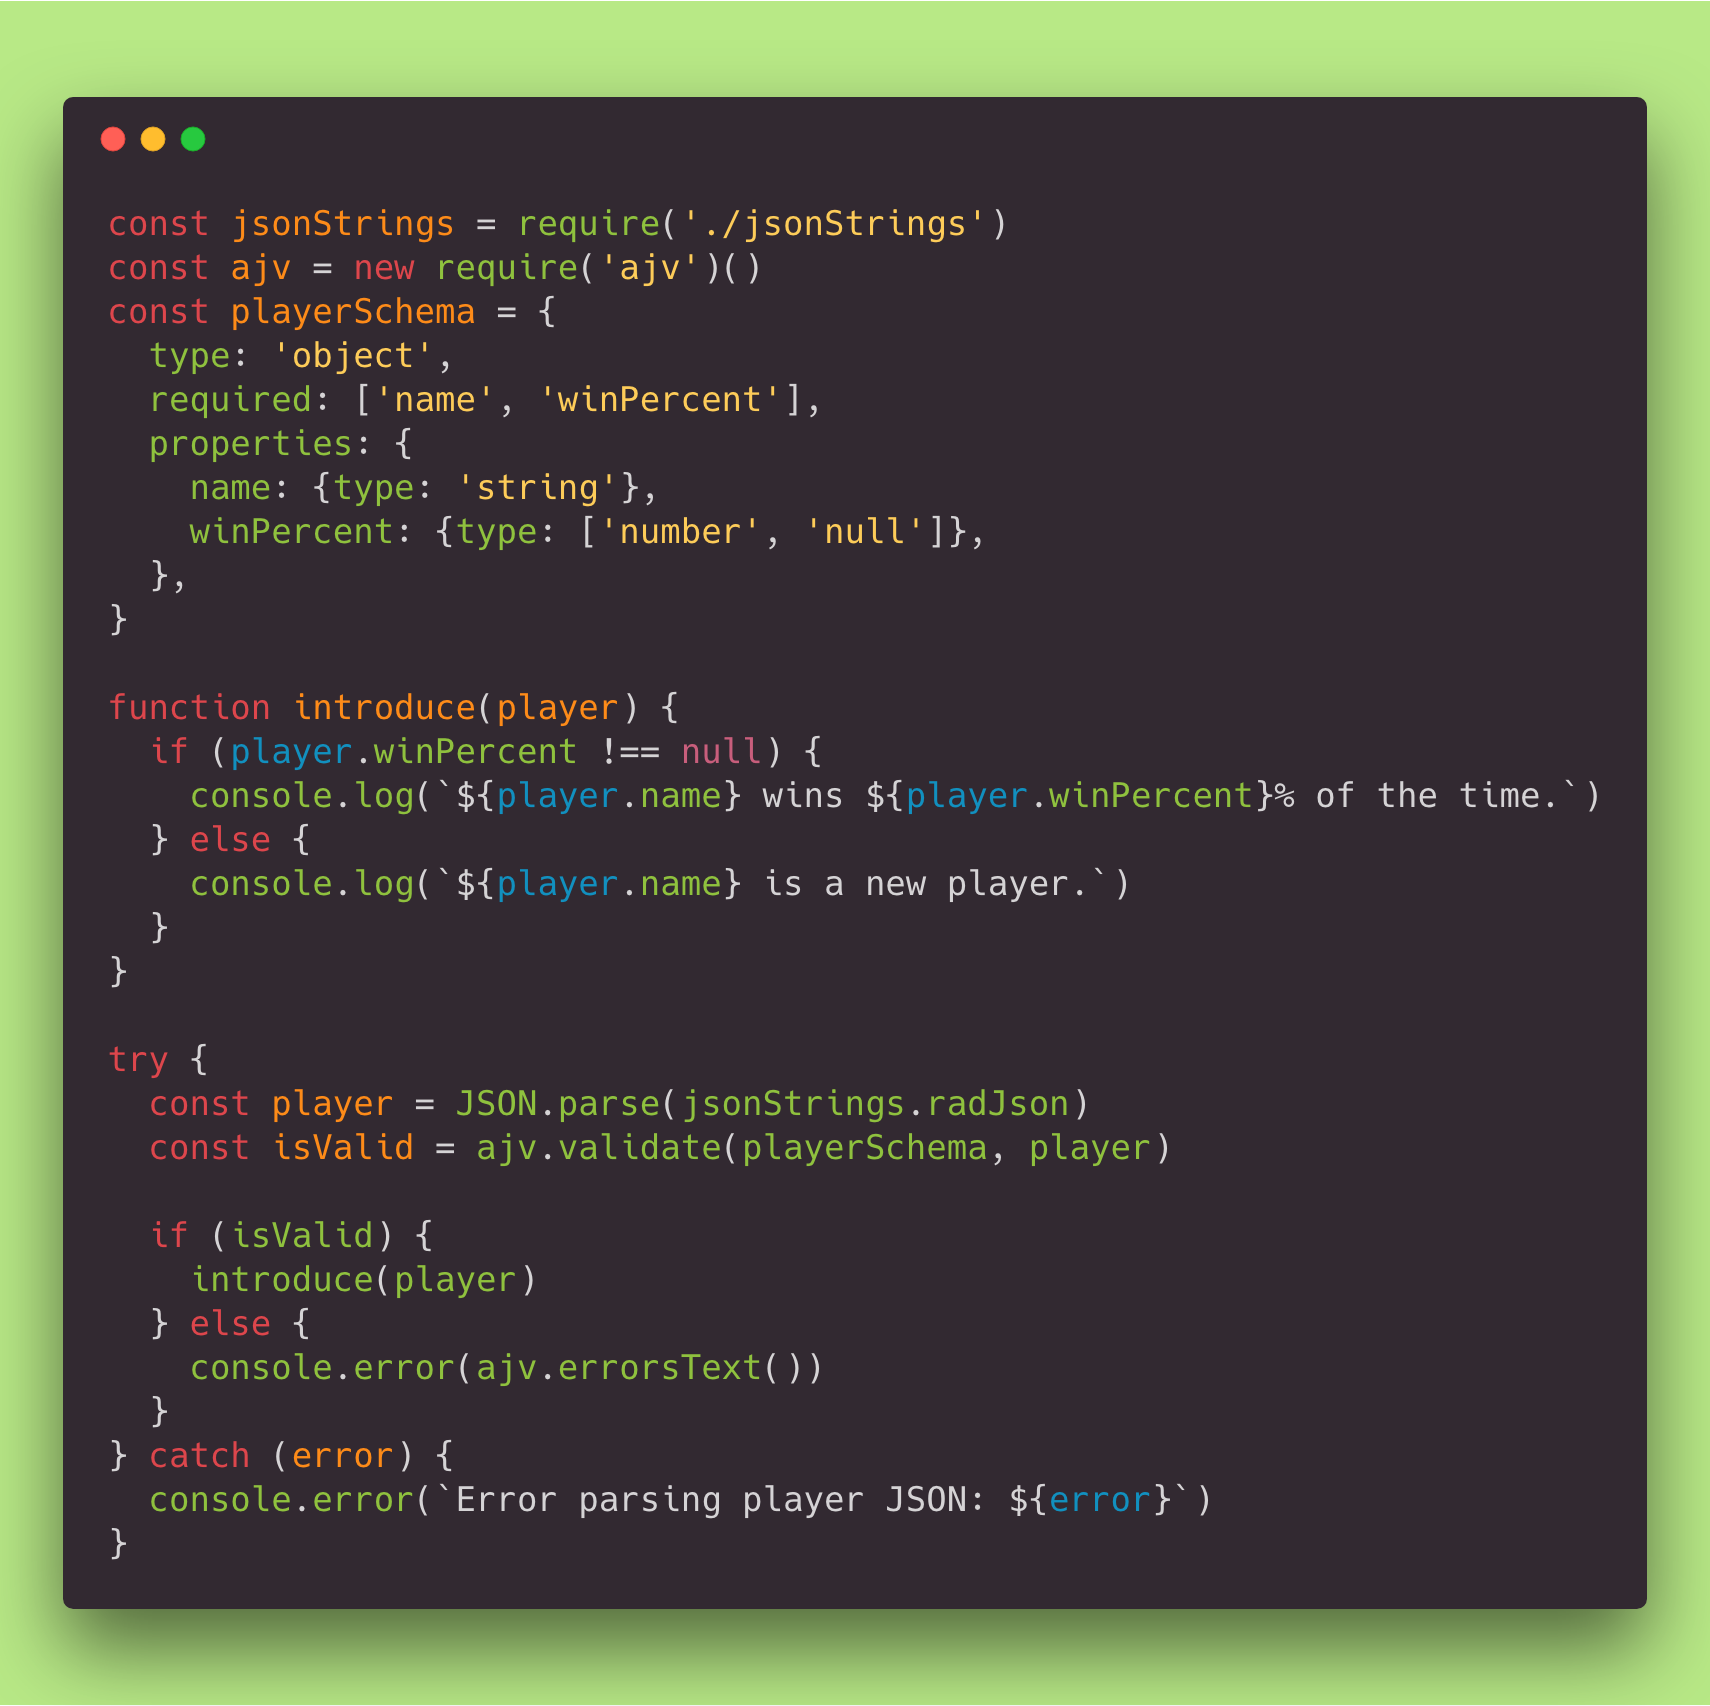 const jsonStrings = require('./jsonStrings')
const ajv = new require('ajv')()
const playerSchema = {
  type: 'object',
  required: ['name', 'winPercent'],
  properties: {
    name: {type: 'string'},
    winPercent: {type: ['number', 'null']},
  },
}

function introduce(player) {
  if (player.winPercent !== null) {
    console.log(`${player.name} wins ${player.winPercent}% of the time.`)
  } else {
    console.log(`${player.name} is a new player.`)
  }
}

try {
  const player = JSON.parse(jsonStrings.radJson)
  const isValid = ajv.validate(playerSchema, player)

  if (isValid) {
    introduce(player)
  } else {
    console.error(ajv.errorsText())
  }
} catch (error) {
  console.error(`Error parsing player JSON: ${error}`)
}